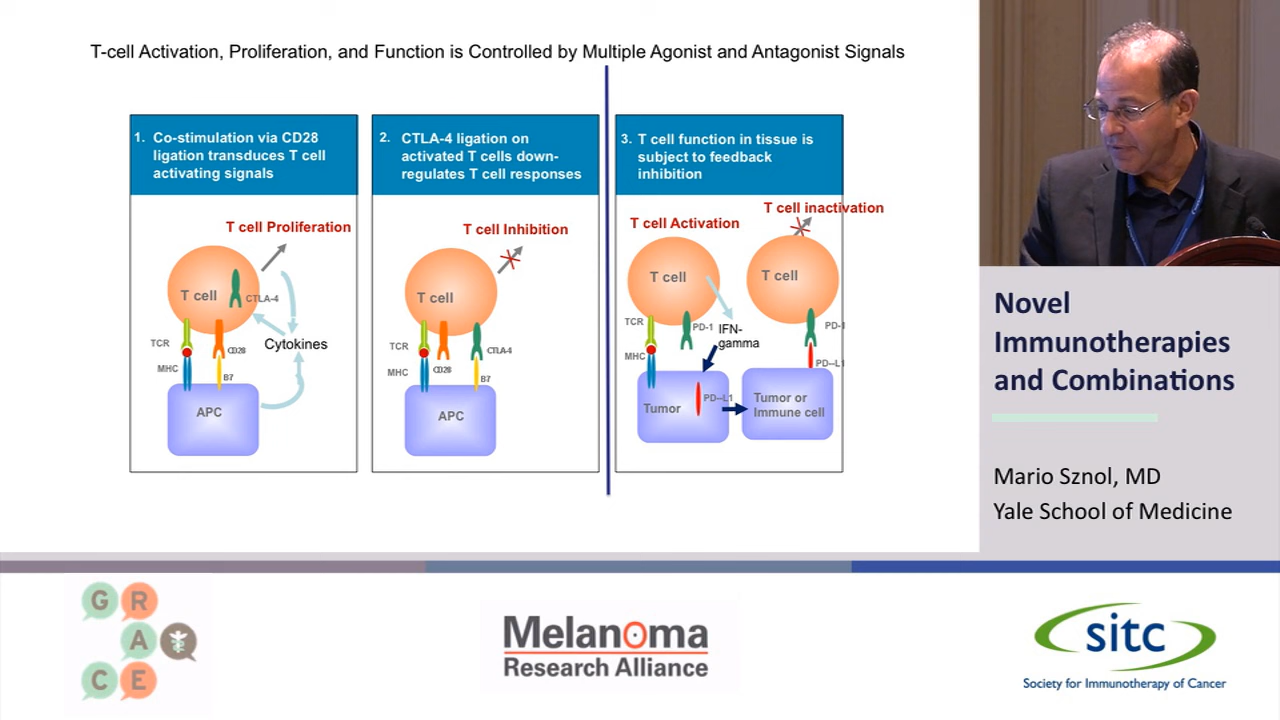 T-cell Activation, Proliferation, and Function is Controlled by Multiple Agonist and Antagonist Signals
1. Co-stimulation via CD28
ligation transduces T cell
activating signals
T cell Proliferation
T cell
CTLA-4
TCR
CD28
Cytokines
MHC
B7
APC
2. CTLA-4 ligation on
activated T cells down-
regulates T cell responses
T cell Inhibition
T cell
TCR
CTLA-4
MHC
CD28
B7
APC
3. T cell function in tissue is
subject to feedback
inhibition
T cell inactivation
T cell Activation
T cell
T cell
TCR
PD-1
IFN-
gamma
PD-1
MHC
PD--L1
Tumor
PD--L1
Tumor or
Immune cell
Novel
Immunotherapies
and Combinations
Mario Sznol, MD
Yale School of Medicine
G R
A
C E
Melanoma
Research Alliance
sitc
Society for Immunotherapy of Cancer